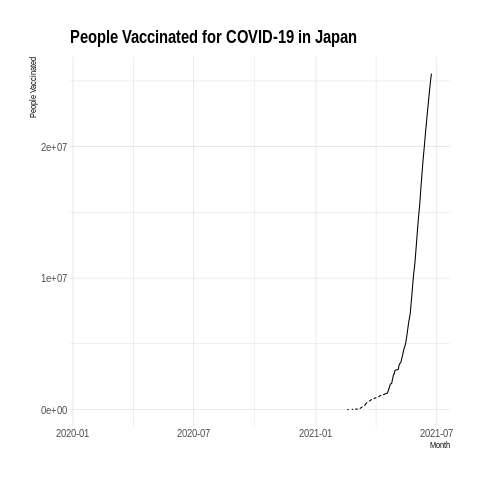 People Vaccinated for COVID-19 in Japan
People Vaccinated
2e+07
1e+07
0e+00
2020-01 2020-07 2021-01 2021-07
Month